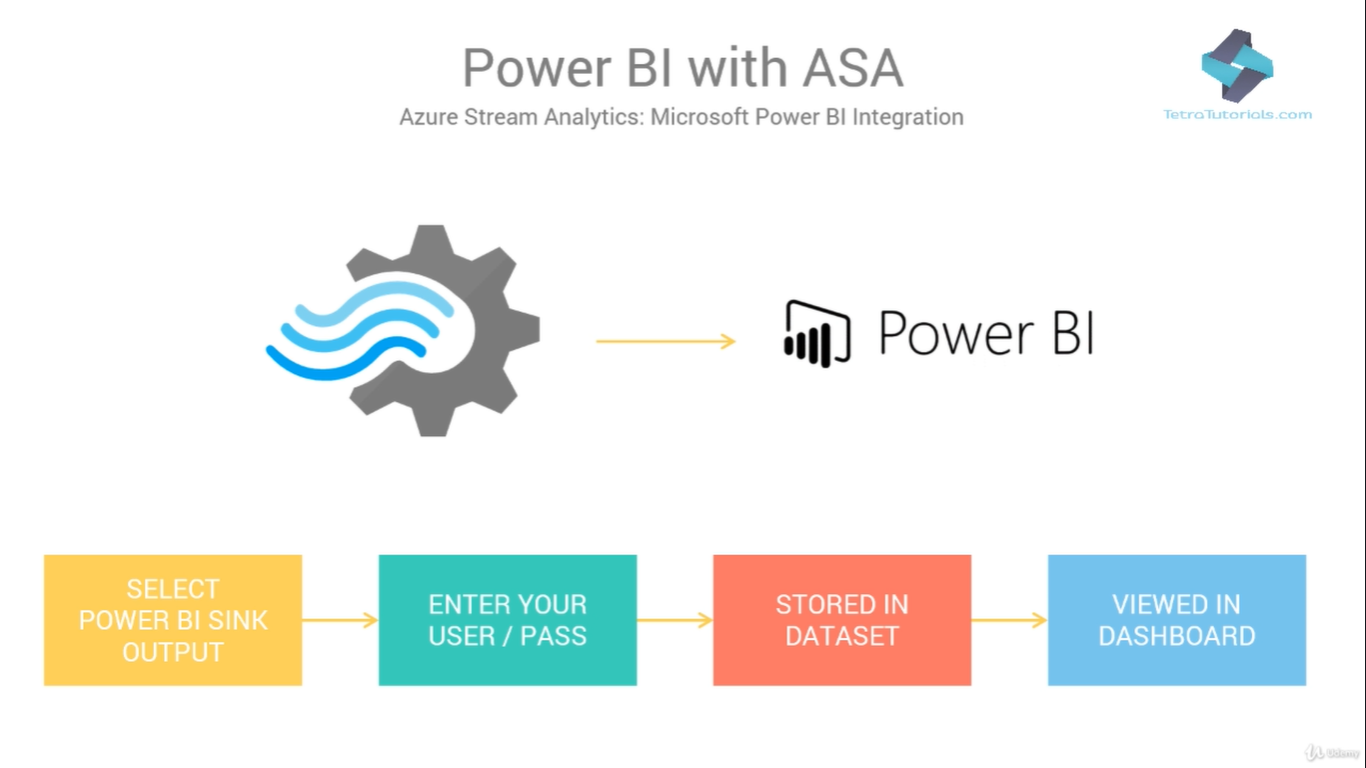 Power BI with ASA
Azure Stream Analytics: Microsoft Power BI Integration
TetraTutorials.com
Power BI
SELECT
POWER BI SINK
OUTPUT
ENTER YOUR
USER / PASS
STORED IN
DATASET
VIEWED IN
DASHBOARD
Udemy